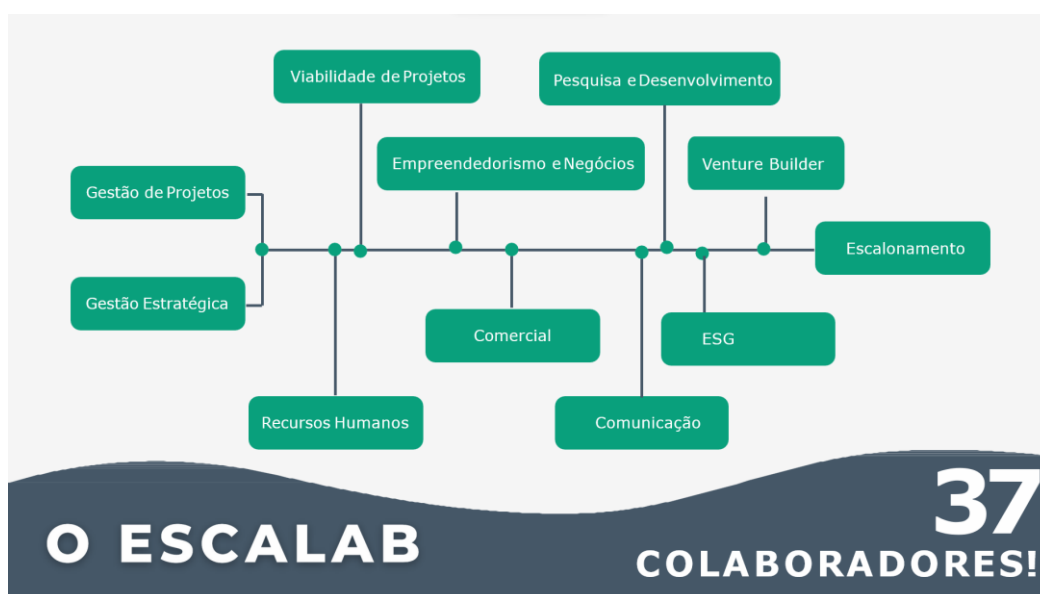 Viabilidade de Projetos
Pesquisa e Desenvolvimento
Empreendedorismo e Negócios
Venture Builder
Gestão de Projetos
Escalonamento
Gestão Estratégica
Comercial
ESG
Recursos Humanos
Comunicação
O ESCALAB
37
COLABORADORES!